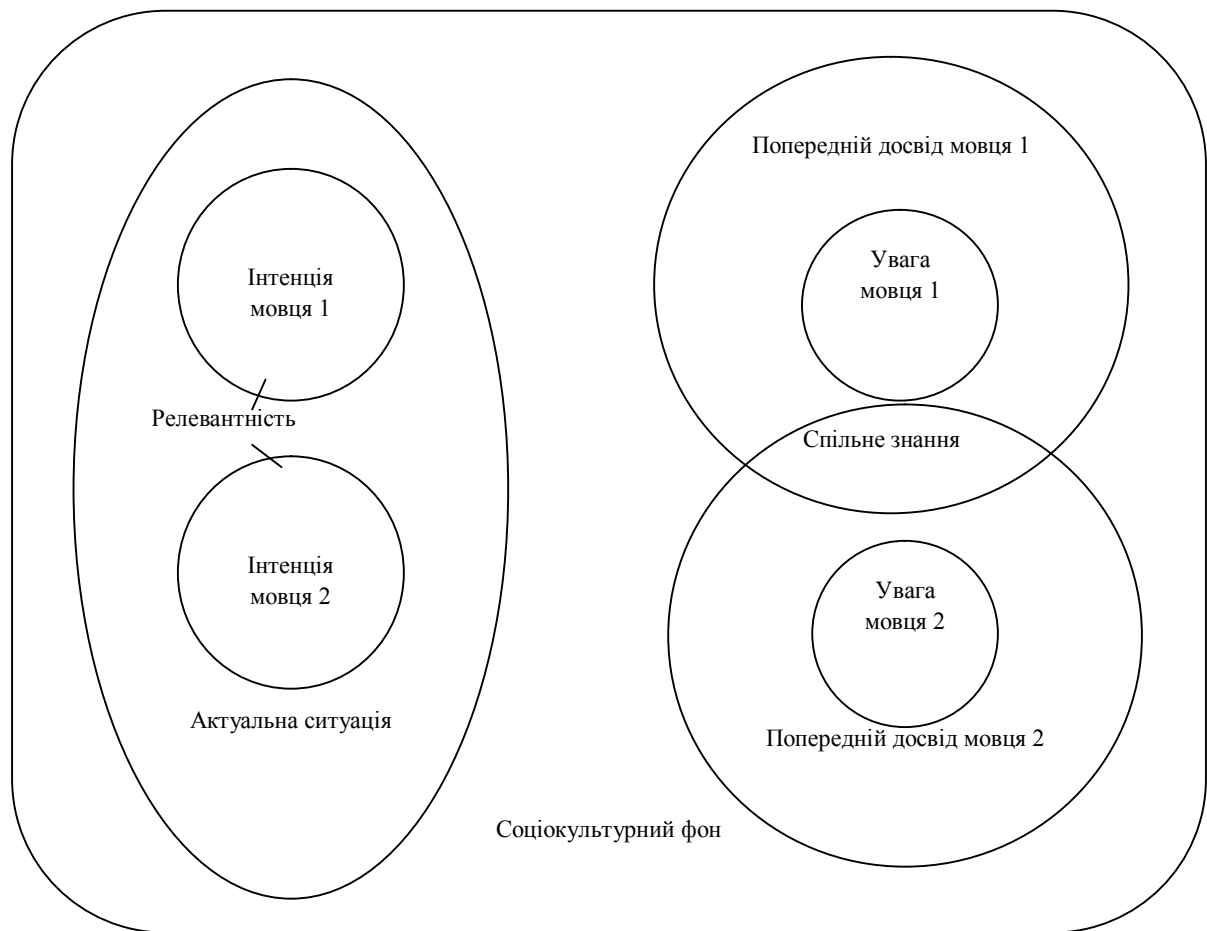 Інтенція
мовця 1
Релевантність
Інтенція
мовця 2
Актуальна ситуація
Попередній досвід мовця 1
Увага
мовця 1
Спільне знання
Увага
мовця 2
Попередній досвід мовця 2
Соціокультурний фон